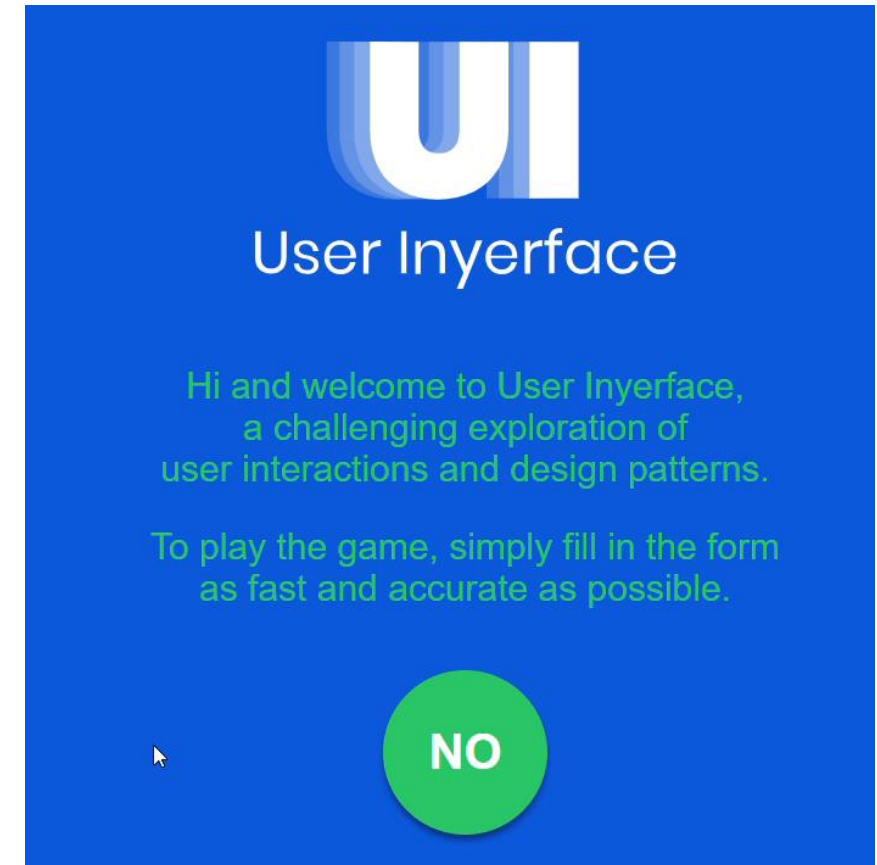 UI
User Inyerface
Hi and welcome to User Inyerface,
a challenging exploration of
user interactions and design patterns.
To play the game, simply fill in the form
as fast and accurate as possible.
NO